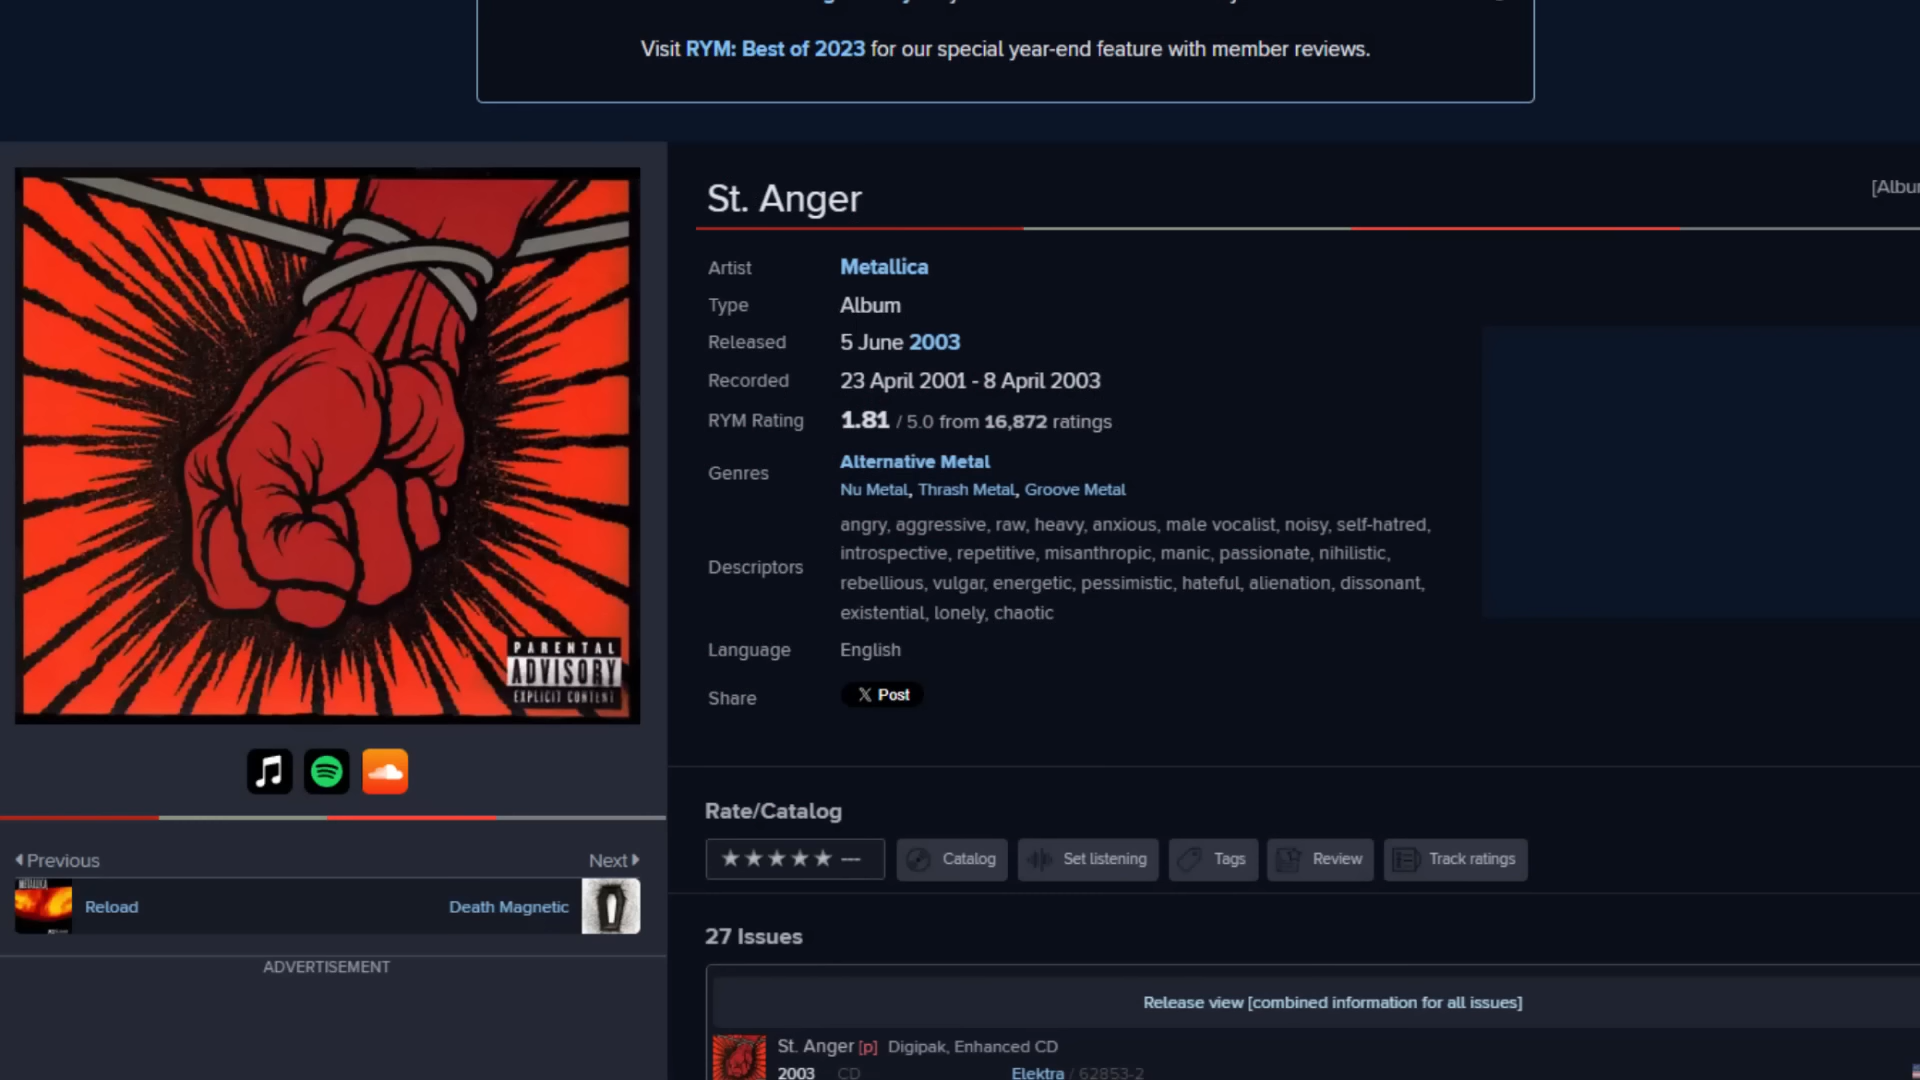 Visit RYM: Best of 2023 for our special year-end feature with member reviews.
PARENTAL
ADVISORY
EXPLICIT CONTENT
St. Anger
Artist Metallica
Type Album
Released 5 June 2003
Recorded 23 April 2001 - 8 April 2003
RYM Rating 1.81 / 5.0 from 16,872 ratings
Genres
Alternative Metal
Nu Metal, Thrash Metal, Groove Metal
Descriptors
angry, aggressive, raw, heavy, anxious, male vocalist, noisy, self-hatred,
introspective, repetitive, misanthropic, manic, passionate, nihilistic,
rebellious, vulgar, energetic, pessimistic, hateful, alienation, dissonant,
existential, lonely, chaotic
Language English
Share X Post
Previous Next
Reload Death Magnetic
ADVERTISEMENT
Rate/Catalog
Catalog Set listening Tags Review Track ratings
27 Issues
Release view [combined information for all issues]
St. Anger [p] Digipak, Enhanced CD
2003 CD Elektra / 62853-2